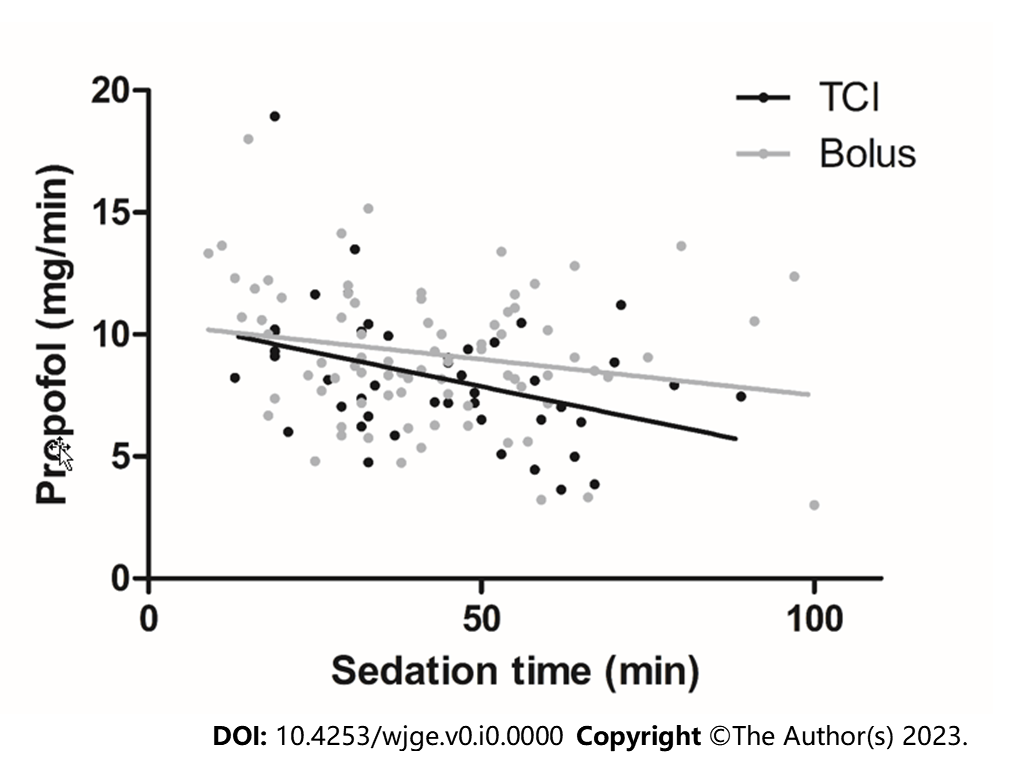 20
TCI
Bolus
15
Propofol (mg/min)
10
5
0
0 50 100
Sedation time (min)
DOI: 10.4253/wjge.v0.i0.0000 Copyright ©The Author(s) 2023.